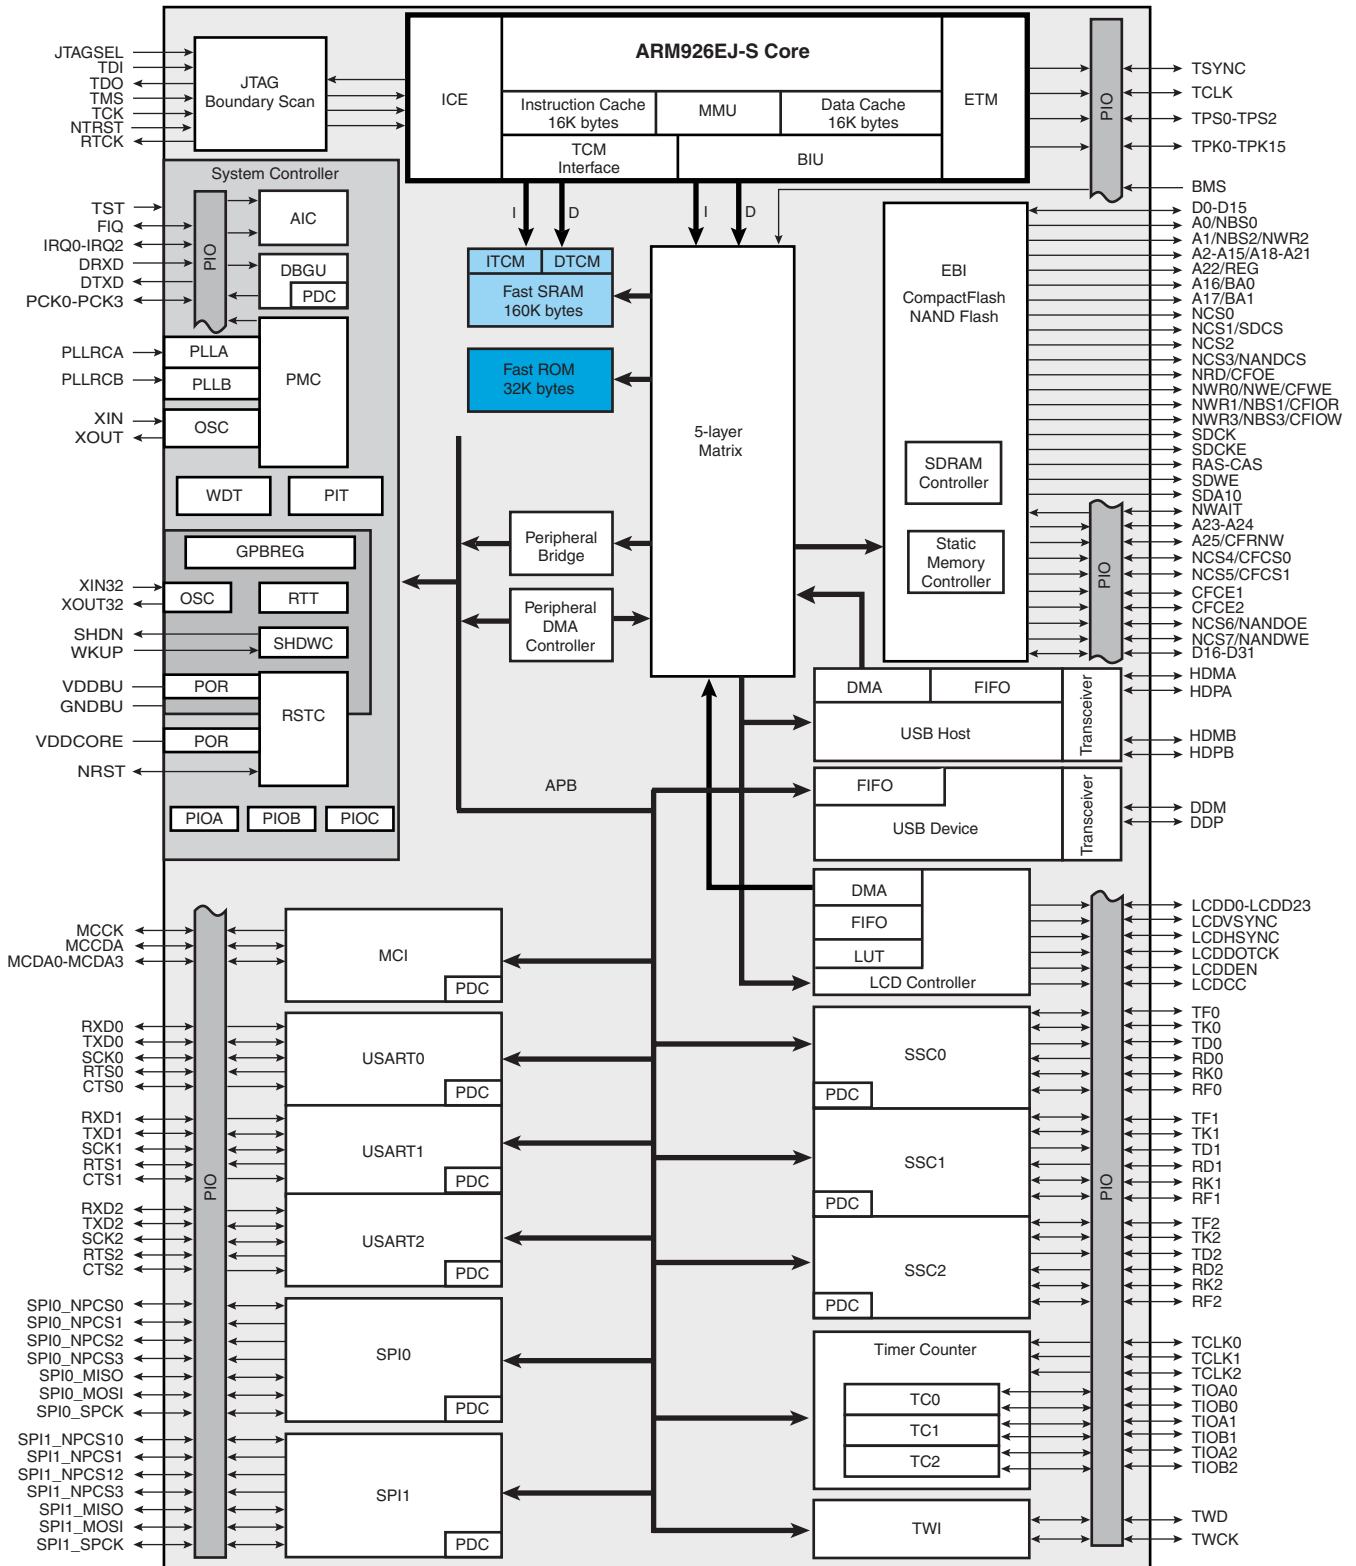 ARM926EJ-S Core
ICE
ETM
Instruction Cache
16K bytes
MMU
Data Cache
16K bytes
TCM
Interface
BIU
JTAGSEL
TDI
TDO
TMS
TCK
NTRST
RTCK
JTAG
Boundary Scan
PIO
TSYNC
TCLK
TPS0-TPS2
TPK0-TPK15
BMS
System Controller
TST
FIQ
IRQ0-IRQ2
DRXD
DTXD
PCK0-PCK3
PIO
AIC
DBGU
PDC
PLLRCA
PLLRCB
XIN
XOUT
PLLA
PLLB
OSC
PMC
WDT
PIT
GPBREG
XIN32
XOUT32
OSC
RTT
SHDN
WKUP
SHDWC
VDDBU
GNDBU
POR
RSTC
VDDCORE
POR
NRST
PIOA
PIOB
PIOC
I
D
I
D
ITCM
DTCM
Fast SRAM
160K bytes
Fast ROM
32K bytes
5-layer
Matrix
Peripheral
Bridge
Peripheral
DMA
Controller
APB
EBI
CompactFlash
NAND Flash
SDRAM
Controller
Static
Memory
Controller
PIO
D0-D15
A0/NBS0
A1/NBS2/NWR2
A2-A15/A18-A21
A22/REG
A16/BA0
A17/BA1
NCS0
NCS1/SDCS
NCS2
NCS3/NANDCS
NRD/CFOE
NWR0/NWE/CFWE
NWR1/NBS1/CFIOR
NWR3/NBS3/CFIOW
SDCK
SDCKE
RAS-CAS
SDWE
SDA10
NWAIT
A23-A24
A25/CFRNW
NCS4/CFCS0
NCS5/CFCS1
CFCE1
CFCE2
NCS6/NANDOE
NCS7/NANDWE
D16-D31
DMA
FIFO
USB Host
Transceiver
HDMA
HDPA
HDMB
HDPB
FIFO
USB Device
Transceiver
DDM
DDP
DMA
FIFO
LUT
LCD Controller
LCDD0-LCDD23
LCDVSYNC
LCDHSYNC
LCDDOTCK
LCDDEN
LCDCC
MCCK
MCCDA
MCDA0-MCDA3
MCI
PDC
RXD0
TXD0
SCK0
RTS0
CTS0
USART0
PDC
RXD1
TXD1
SCK1
RTS1
CTS1
PIO
USART1
PDC
RXD2
TXD2
SCK2
RTS2
CTS2
USART2
PDC
SPI0_NPCS0
SPI0_NPCS1
SPI0_NPCS2
SPI0_NPCS3
SPI0_MISO
SPI0_MOSI
SPI0_SPCK
SPI0
PDC
SPI1_NPCS10
SPI1_NPCS1
SPI1_NPCS12
SPI1_NPCS3
SPI1_MISO
SPI1_MOSI
SPI1_SPCK
SPI1
PDC
SSC0
PDC
TF0
TK0
TD0
RD0
RK0
RF0
SSC1
PDC
PIO
TF1
TK1
TD1
RD1
RK1
RF1
SSC2
PDC
TF2
TK2
TD2
RD2
RK2
RF2
Timer Counter
TC0
TC1
TC2
TCLK0
TCLK1
TCLK2
TIOA0
TIOB0
TIOA1
TIOB1
TIOA2
TIOB2
TWI
TWD
TWCK